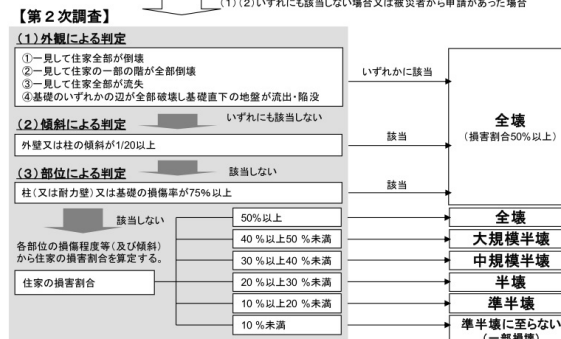 (1)(2)いずれにも該当しない場合又は被災者から申請があった場合
【第２次調査】
(1)外観による判定
①一見して住家全部が倒壊
②一見して住家の一部の階が全部倒壊
③一見して住家全部が流失
④基礎のいずれかの辺が全部破壊し基礎直下の地盤が流出・陥没
いずれかに該当
全壊
(損害割合50%以上)
いずれにも該当しない
(2)傾斜による判定
外壁又は柱の傾斜が1/20以上
該当
該当しない
(3)部位による判定
柱(又は耐力壁)又は基礎の損傷率が75%以上
該当
該当しない
各部位の損傷程度等(及び傾斜)
から住家の損害割合を算定する。
住家の損害割合
50%以上
全壊
40 %以上50 %未満
大規模半壊
30 %以上40 %未満
中規模半壊
20 %以上30 %未満
半壊
10 %以上20 %未満
準半壊
10 %未満
準半壊に至らない
(一部損壊)